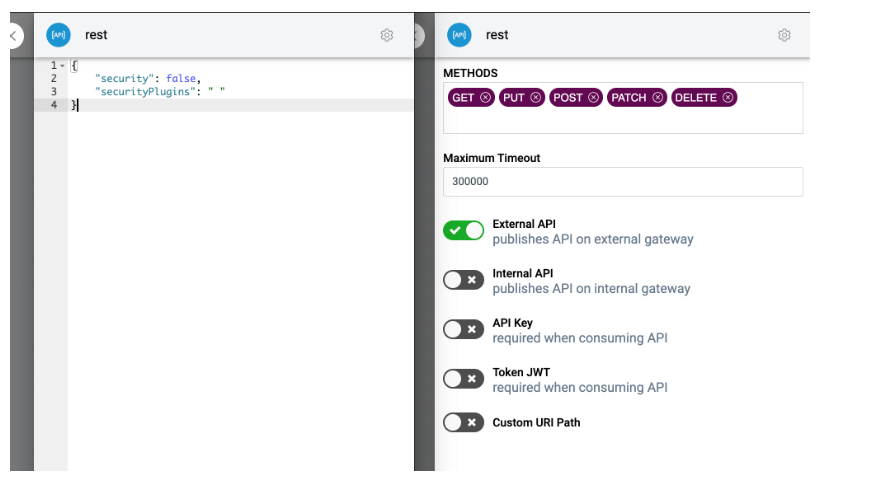 {API} rest
1 {
2 "security": false,
3 "securityPlugins": " "
4 }
{API} rest
METHODS
GET PUT POST PATCH DELETE
Maximum Timeout
300000
External API
publishes API on external gateway
Internal API
publishes API on internal gateway
API Key
required when consuming API
Token JWT
required when consuming API
Custom URI Path